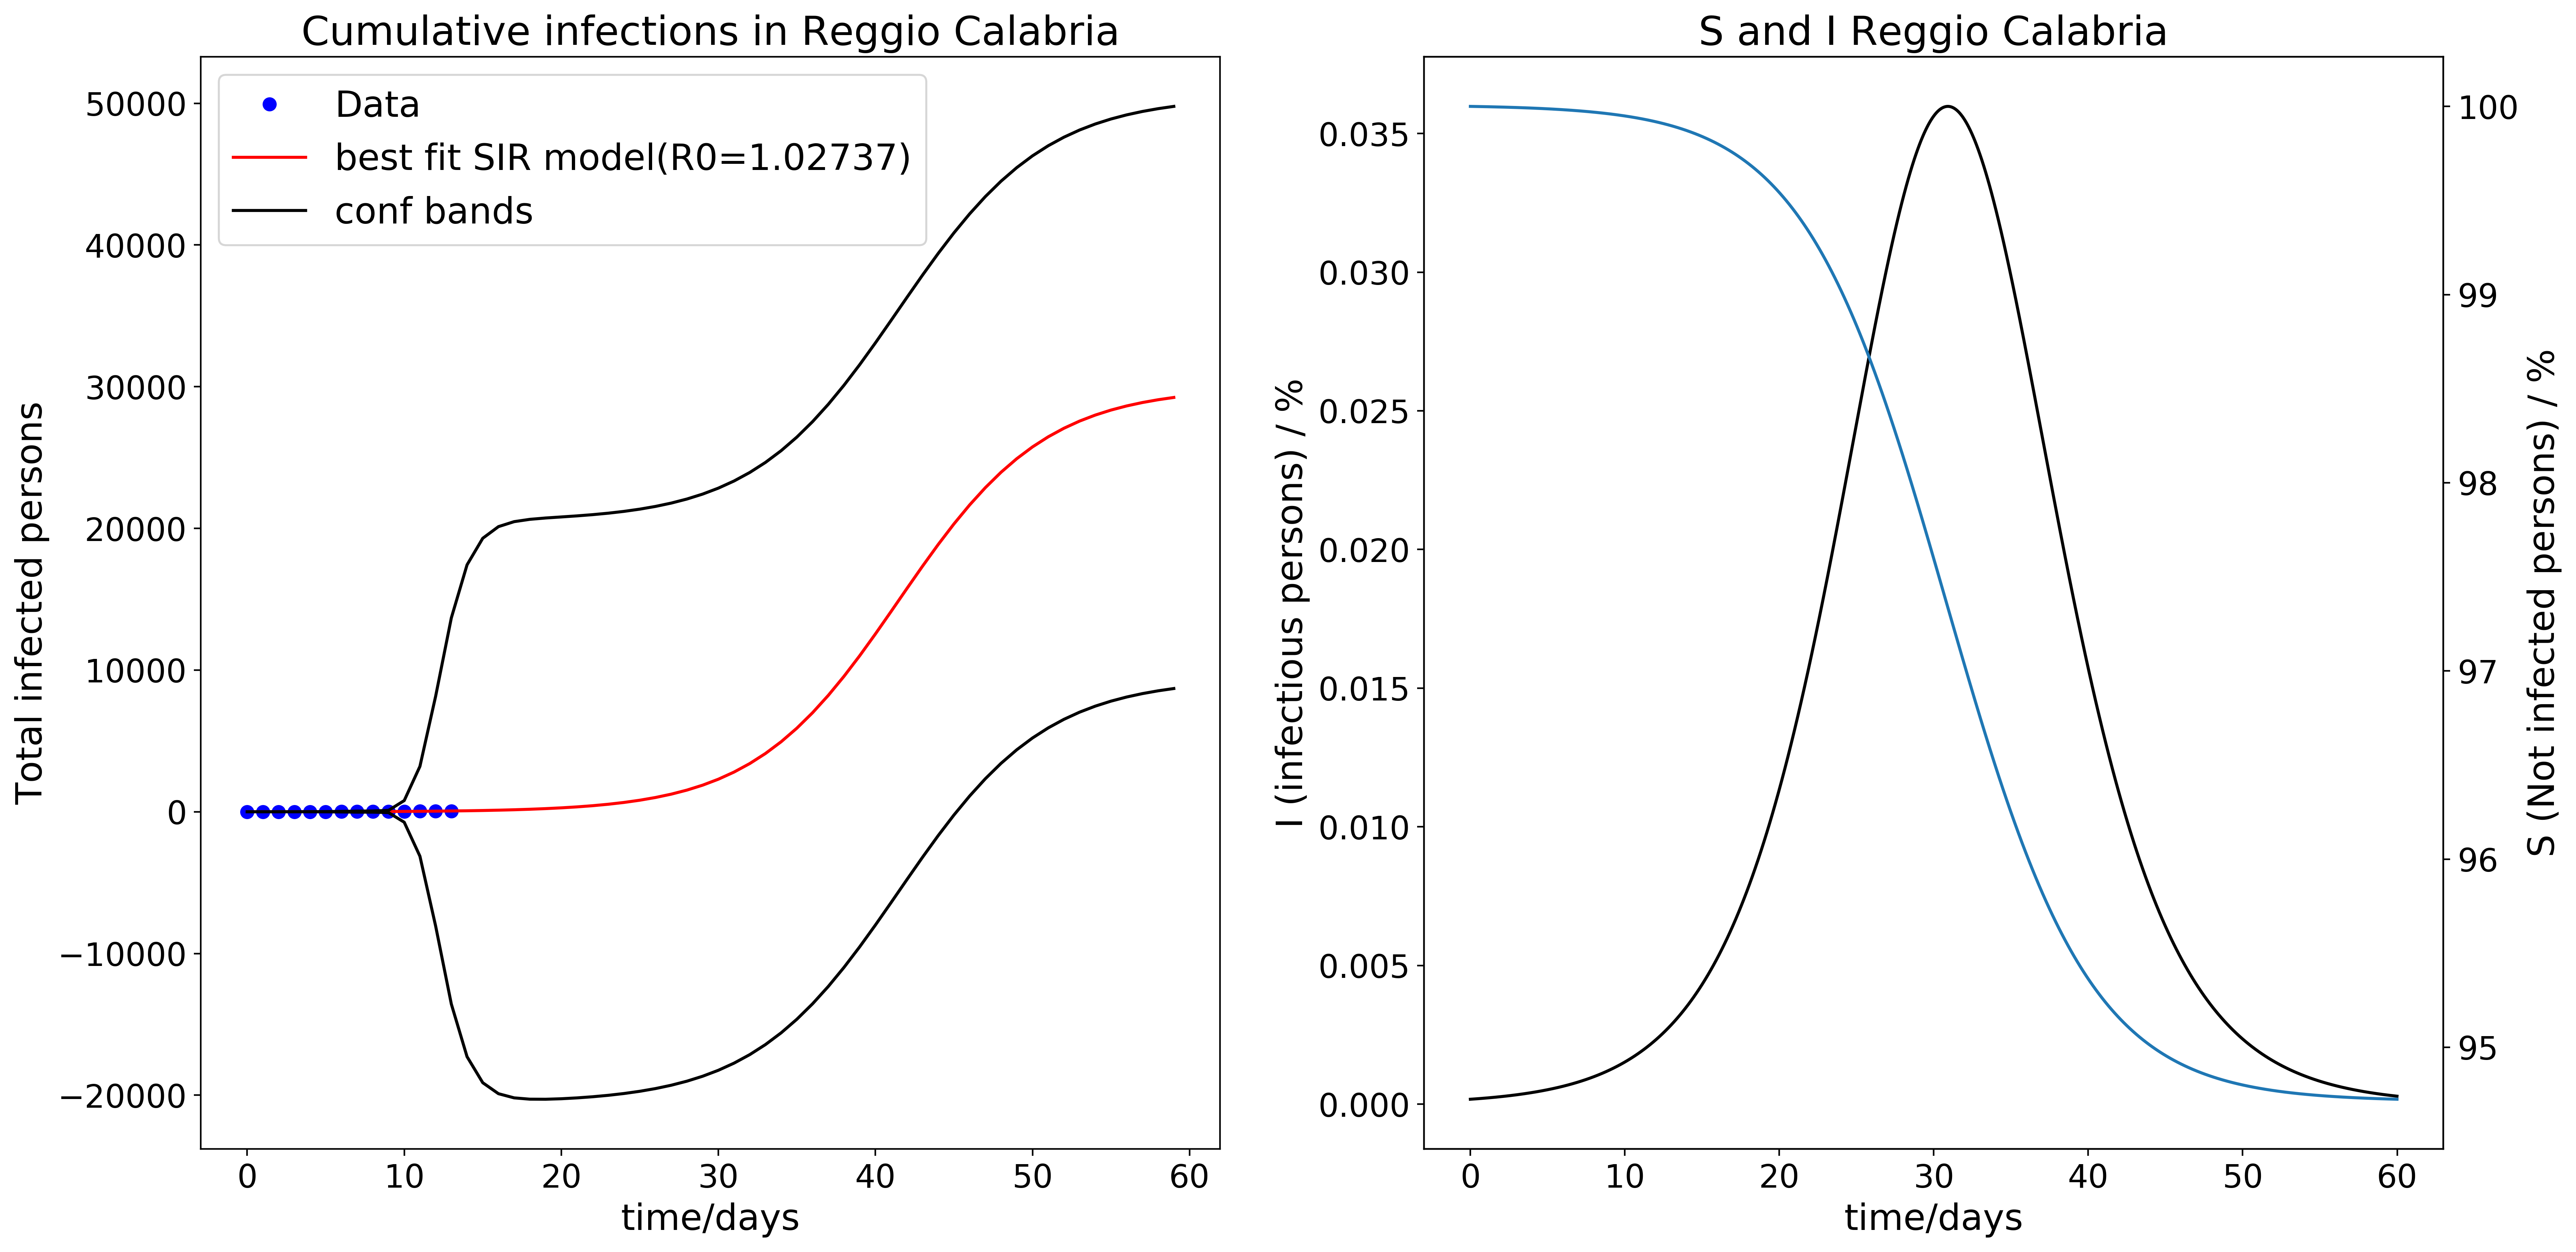 Cumulative infections in Reggio Calabria
Data
best fit SIR model(R0=1.02737)
conf bands
Total infected persons
50000
40000
30000
20000
10000
0
−10000
−20000
0 10 20 30 40 50 60
time/days
S and I Reggio Calabria
I (infectious persons) / %
0.035
0.030
0.025
0.020
0.015
0.010
0.005
0.000
0 10 20 30 40 50 60
time/days
100
99
98
97
96
95
S (Not infected persons) / %